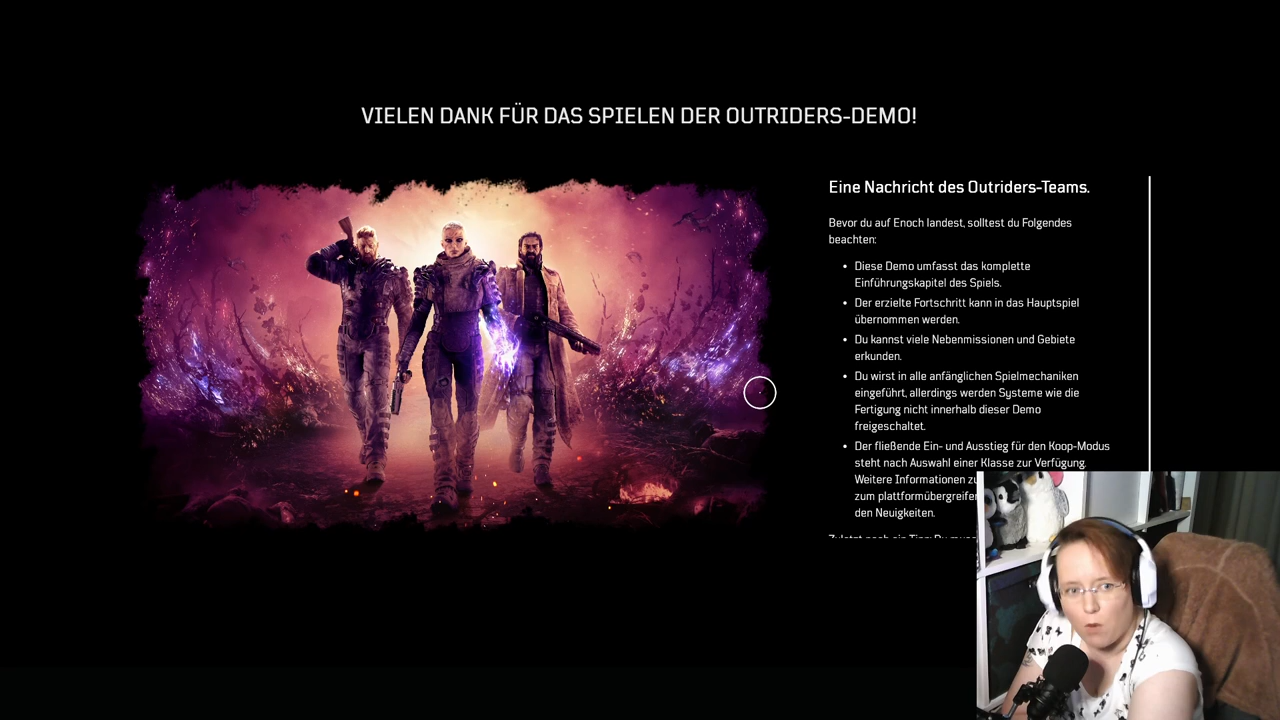 VIELEN DANK FÜR DAS SPIELEN DER OUTRIDERS-DEMO!
Eine Nachricht des Outriders-Teams.
Bevor du auf Enoch landest, solltest du Folgendes
beachten:
• Diese Demo umfasst das komplette
Einführungskapitel des Spiels.
• Der erzielte Fortschritt kann in das Hauptspiel
übernommen werden.
• Du kannst viele Nebenmissionen und Gebiete
erkunden.
• Du wirst in alle anfänglichen Spielmechaniken
eingeführt, allerdings werden Systeme wie die
Fertigung nicht innerhalb dieser Demo
freigeschaltet.
• Der fließende Ein- und Ausstieg für den Koop-Modus
steht nach Auswahl einer Klasse zur Verfügung.
Weitere Informationen
zum
den Neuigkeiten.